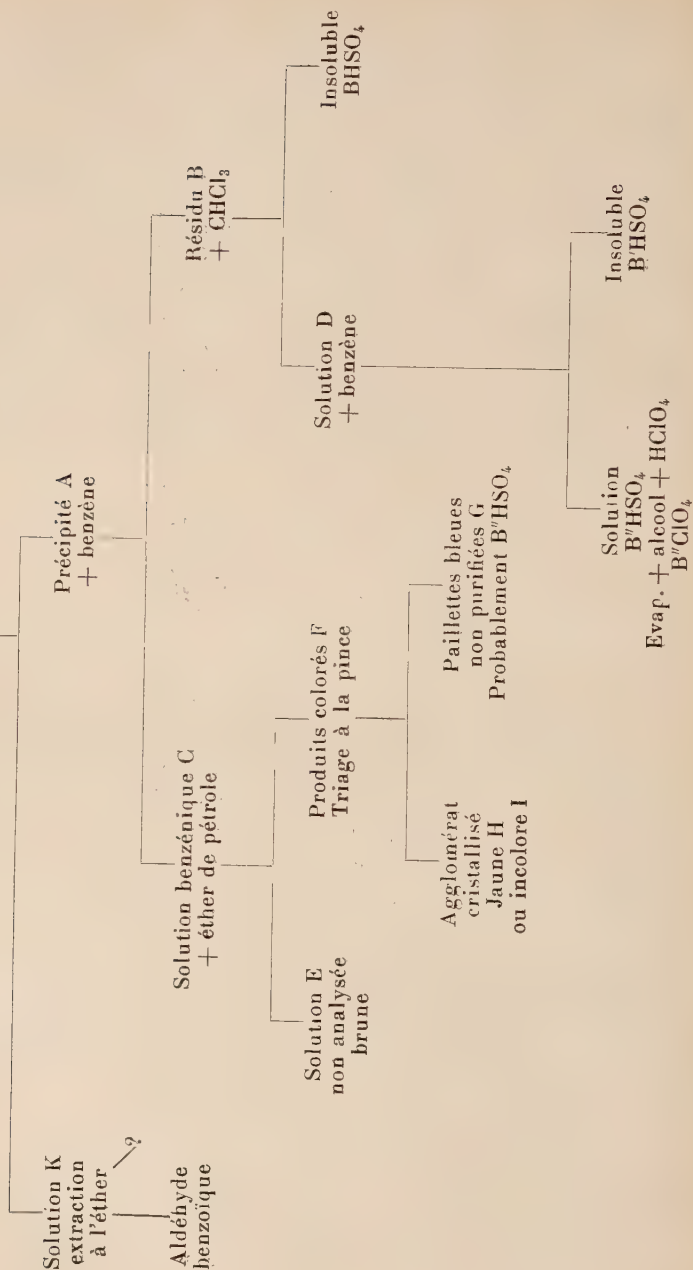 Solution K
extraction
à l'éther
?
Aldéhyde
benzoïque
Précipité A
+ benzène
Solution benzénique C
+ éther de pétrole
Résidu B
+ CHCl₃
Solution E
non analysée
brune
Produits colorés F
Triage à la pince
Solution D
+ benzène
Insoluble
BHSO₄
Agglomérat
cristallisé
Jaune H
ou incolore I
Paillettes bleues
non purifiées G
Probablement B"HSO₄
Solution
B"HSO₄
Evap. + alcool + HClO₄
B"ClO₄
Insoluble
B'HSO₄